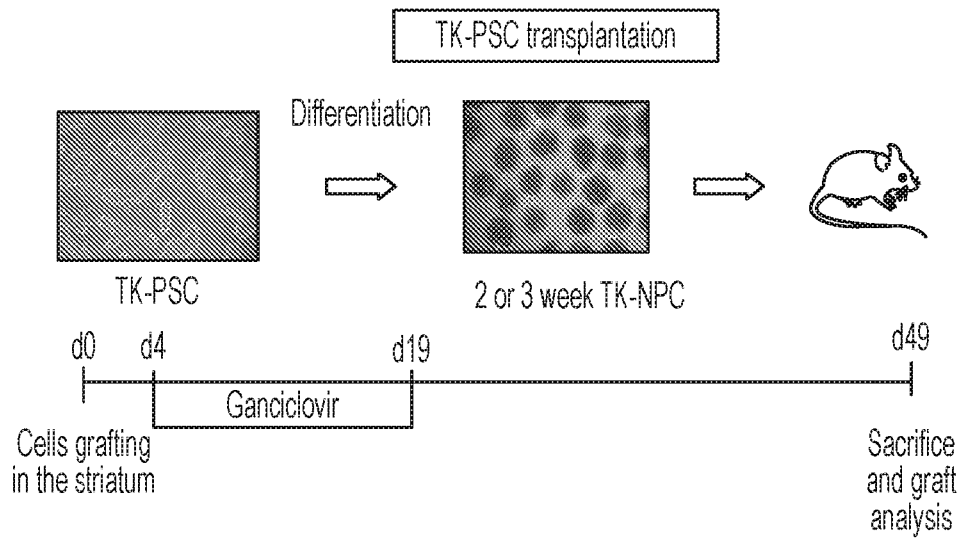 TK-PSC transplantation
Differentiation
TK-PSC
2 or 3 week TK-NPC
d0
d4
d19
d49
Ganciclovir
Cells grafting
in the striatum
Sacrifice
and graft
analysis